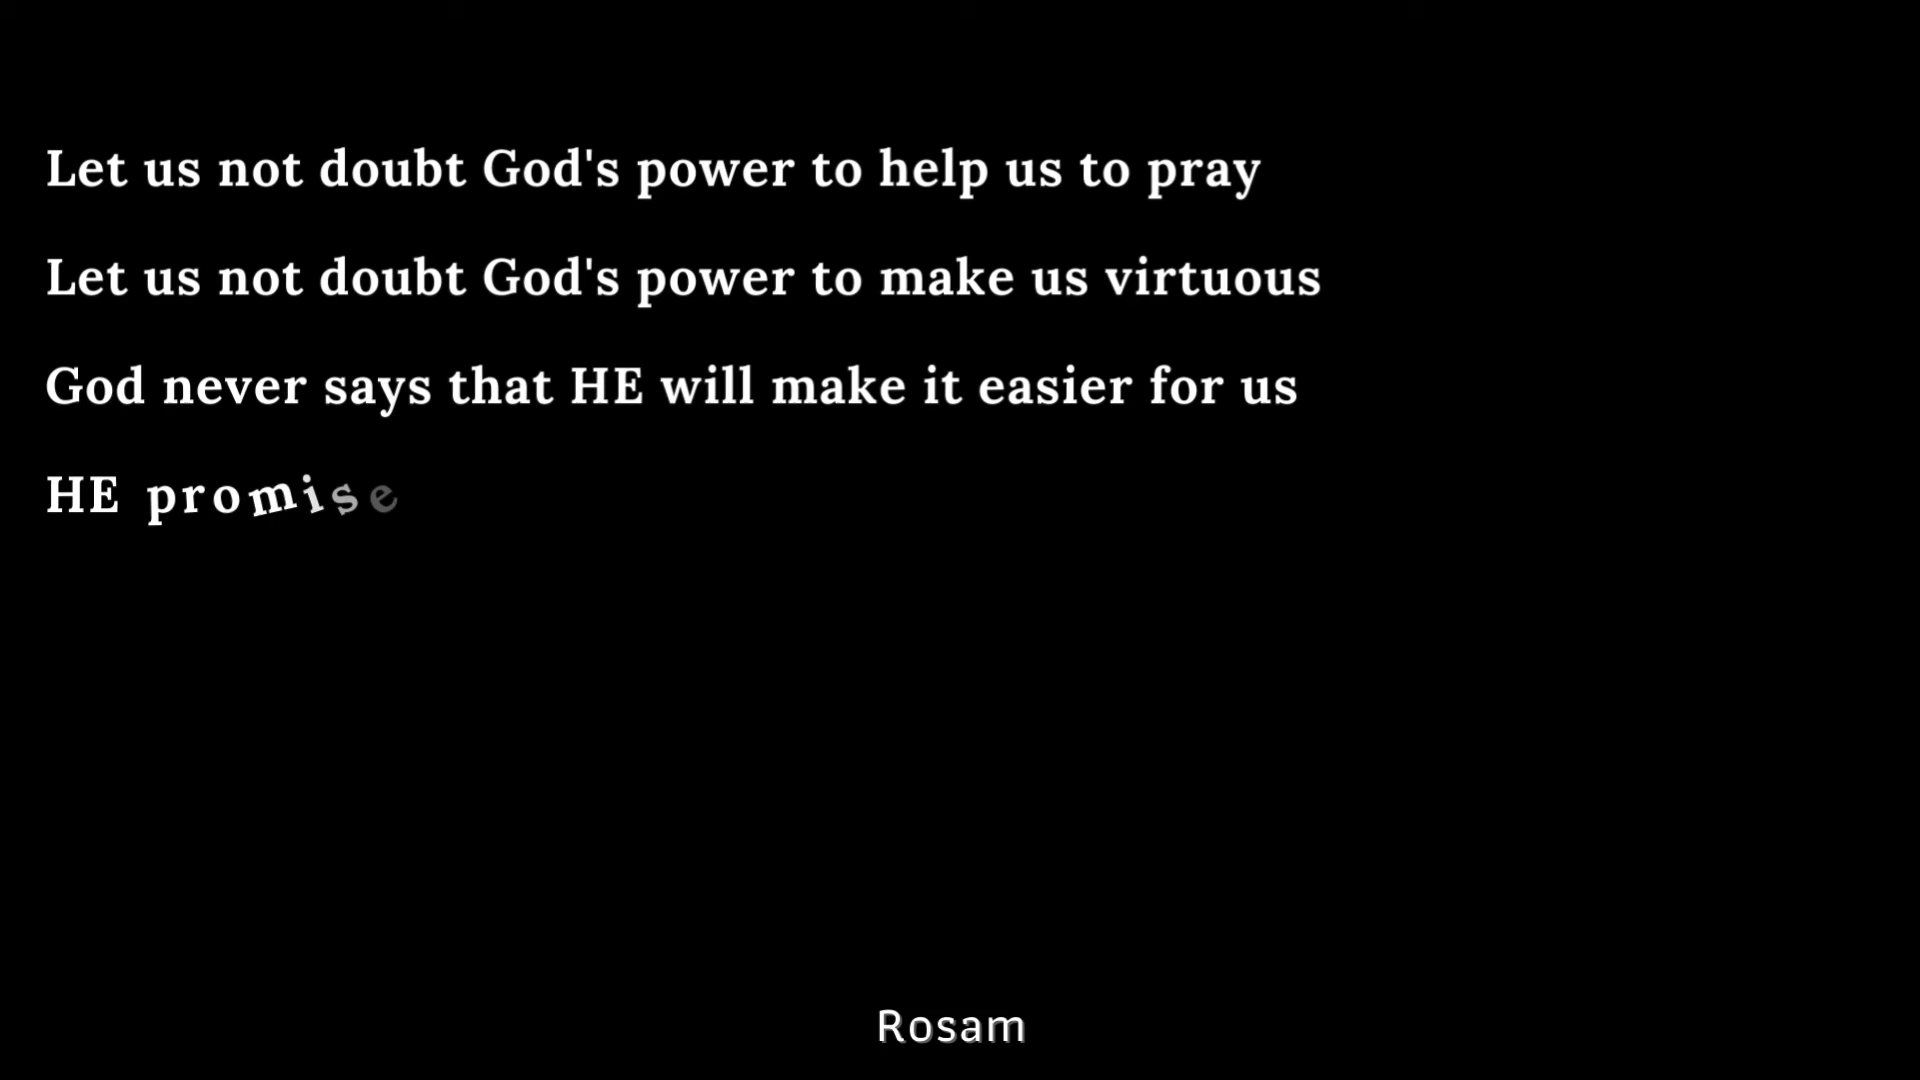 Let us not doubt God's power to help us to pray
Let us not doubt God's power to make us virtuous
God never says that HE will make it easier for us
HE promise
Rosam